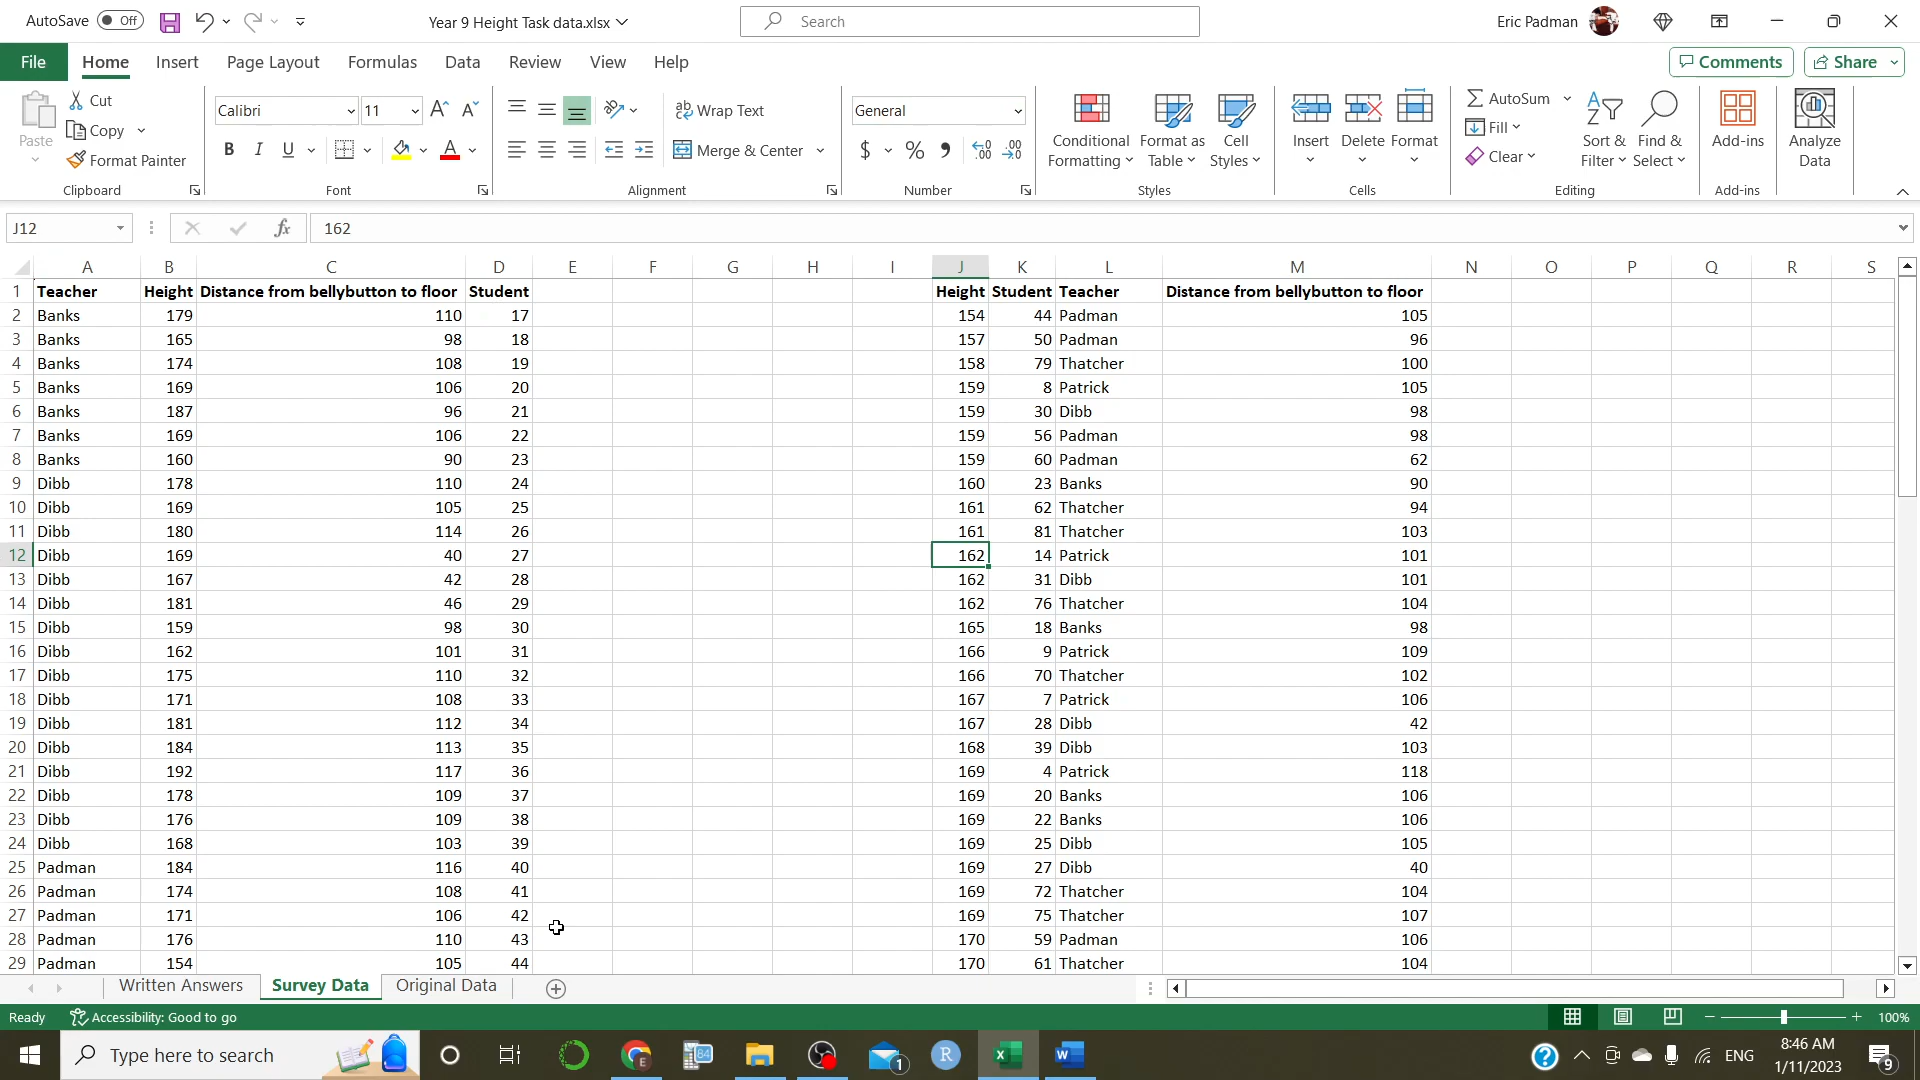 AutoSave Off Year 9 Height Task data.xlsx Search Eric Padman
File Home Insert Page Layout Formulas Data Review View Help Comments Share
Paste Cut Copy Format Painter Calibri 11 Wrap Text Merge & Center General Conditional Formatting Format as Table Cell Styles Insert Delete Format AutoSum Fill Clear Sort & Filter Find & Select Add-ins Analyze Data
B I U A $ % 
Clipboard Font Alignment Number Styles Cells Editing Add-ins
J12 fx 162
A B C D E F G H I J K L M N O P Q R S
1 Teacher Height Distance from bellybutton to floor Student Height Student Teacher Distance from bellybutton to floor
2 Banks 179 110 17 154 44 Padman 105
3 Banks 165 98 18 157 50 Padman 96
4 Banks 174 108 19 158 79 Thatcher 100
5 Banks 169 106 20 159 8 Patrick 105
6 Banks 187 96 21 159 30 Dibb 98
7 Banks 169 106 22 159 56 Padman 98
8 Banks 160 90 23 159 60 Padman 62
9 Dibb 178 110 24 160 23 Banks 90
10 Dibb 169 105 25 161 62 Thatcher 94
11 Dibb 180 114 26 161 81 Thatcher 103
12 Dibb 169 40 27 162 14 Patrick 101
13 Dibb 167 42 28 162 31 Dibb 101
14 Dibb 181 46 29 162 76 Thatcher 104
15 Dibb 159 98 30 165 18 Banks 98
16 Dibb 162 101 31 166 9 Patrick 109
17 Dibb 175 110 32 166 70 Thatcher 102
18 Dibb 171 108 33 167 7 Patrick 106
19 Dibb 181 112 34 167 28 Dibb 42
20 Dibb 184 113 35 168 39 Dibb 103
21 Dibb 192 117 36 169 4 Patrick 118
22 Dibb 178 109 37 169 20 Banks 106
23 Dibb 176 109 38 169 22 Banks 106
24 Dibb 168 103 39 169 25 Dibb 105
25 Padman 184 116 40 169 27 Dibb 40
26 Padman 174 108 41 169 72 Thatcher 104
27 Padman 171 106 42 169 75 Thatcher 107
28 Padman 176 110 43 170 59 Padman 106
29 Padman 154 105 44 170 61 Thatcher 104
Written Answers Survey Data Original Data
Ready Accessibility: Good to go 100%
Type here to search 64 E 1 R X W ENG 8:46 AM 1/11/2023 9